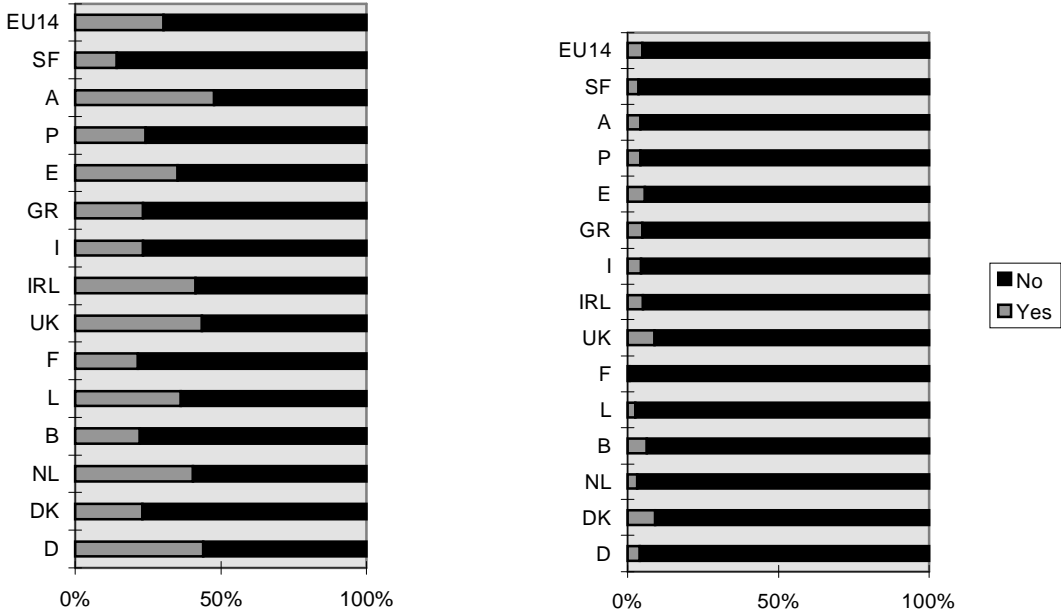 EU14
SF
A
P
E
GR
I
IRL
UK
F
L
B
NL
DK
D
0%
50%
100%
EU14
SF
A
P
E
GR
I
IRL
UK
F
L
B
NL
DK
D
0%
50%
100%
No
Yes